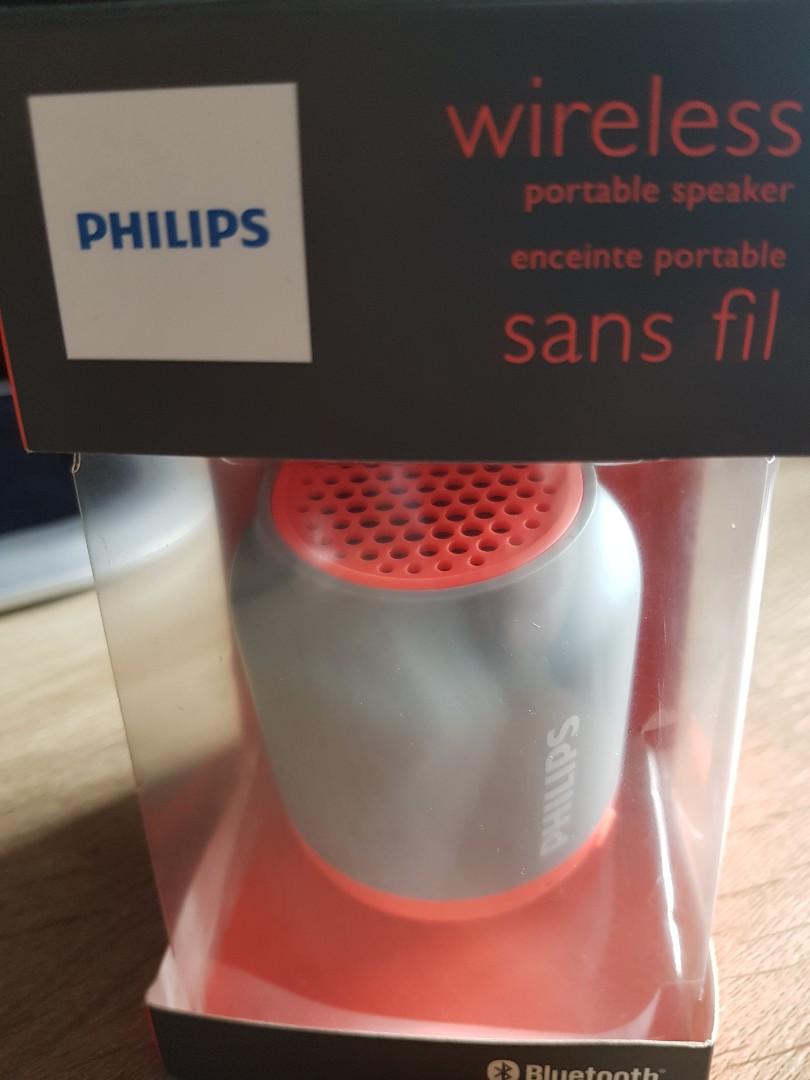 PHILIPS
wireless
portable speaker
enceinte portable
sans fil
PHILIPS
Bluetooth®